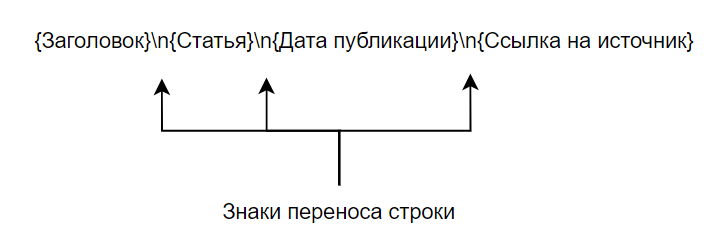 {Заголовок}\n{Статья}\n{Дата публикации}\n{Ссылка на источник}
Знаки переноса строки